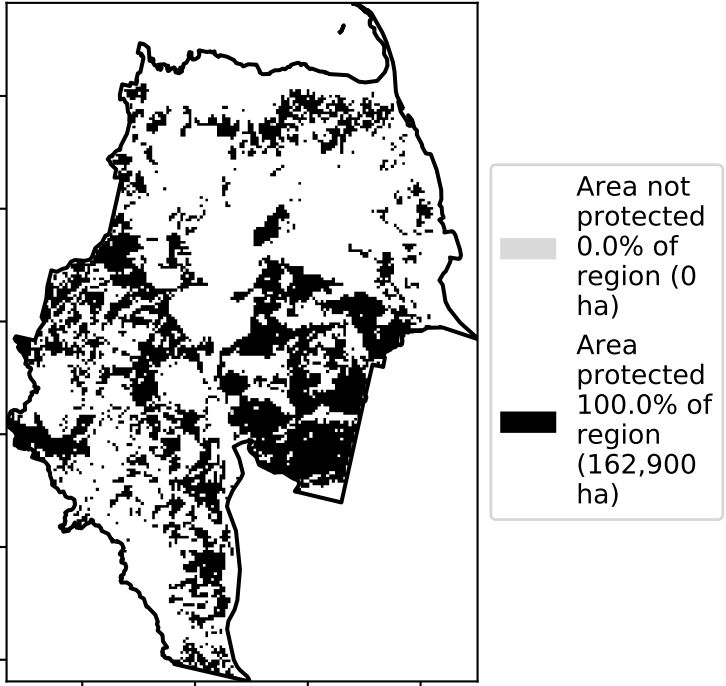 Area not
protected
0.0% of
region (0
ha)
Area
protected
100.0% of
region
(162,900
ha)